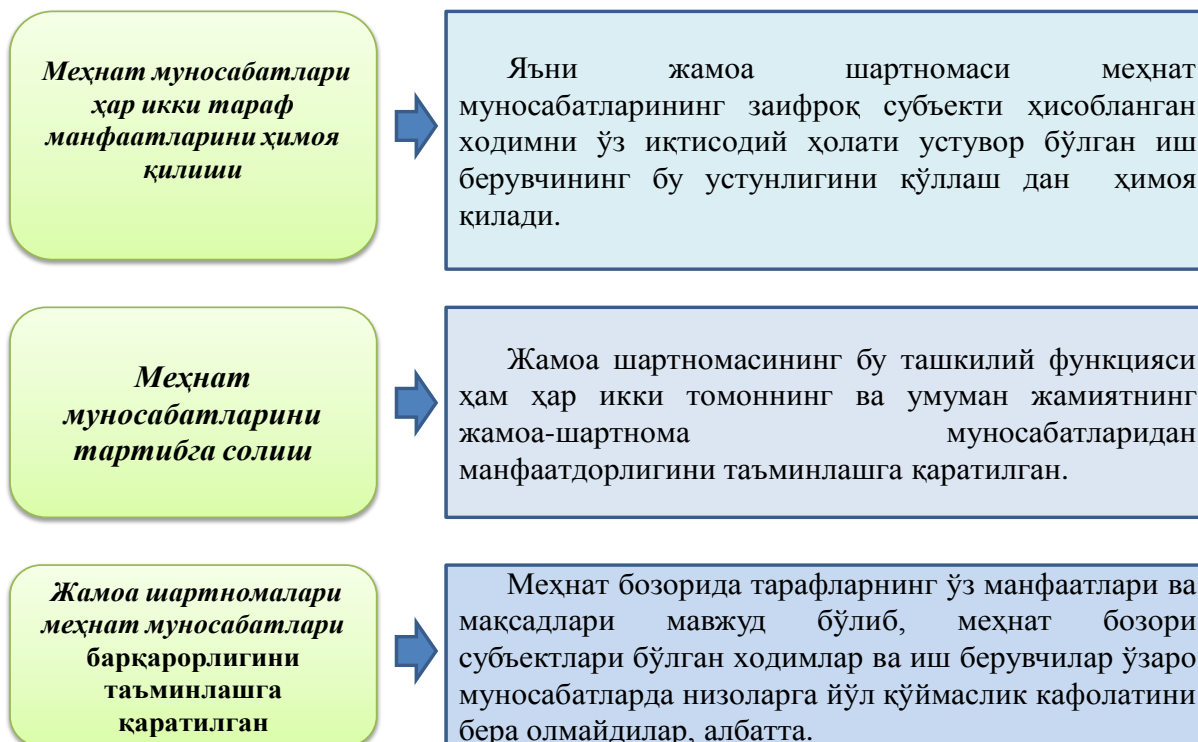 Меҳнат муносабатлари
ҳар икки тараф
манфаатларини ҳимоя
қилиши
Яъни жамоа шартномаси меҳнат
муносабатларининг заифроқ субъекти ҳисобланган
ходимни ўз иқтисодий ҳолати устувор бўлган иш
берувчининг бу устунлигини қўллаш дан ҳимоя
қилади.
Меҳнат
муносабатларини
тартибга солиш
Жамоа шартномасининг бу ташкилий функцияси
ҳам ҳар икки томоннинг ва умуман жамиятнинг
жамоа-шартнома муносабатларидан
манфаатдорлигини таъминлашга қаратилган.
Жамоа шартномалари
меҳнат муносабатлари
барқарорлигини
таъминлашга
қаратилган
Меҳнат бозорида тарафларнинг ўз манфаатлари ва
мақсадлари мавжуд бўлиб, меҳнат бозори
субъектлари бўлган ходимлар ва иш берувчилар ўзаро
муносабатларда низоларга йўл қўймаслик кафолатини
бера олмайдилар, албатта.